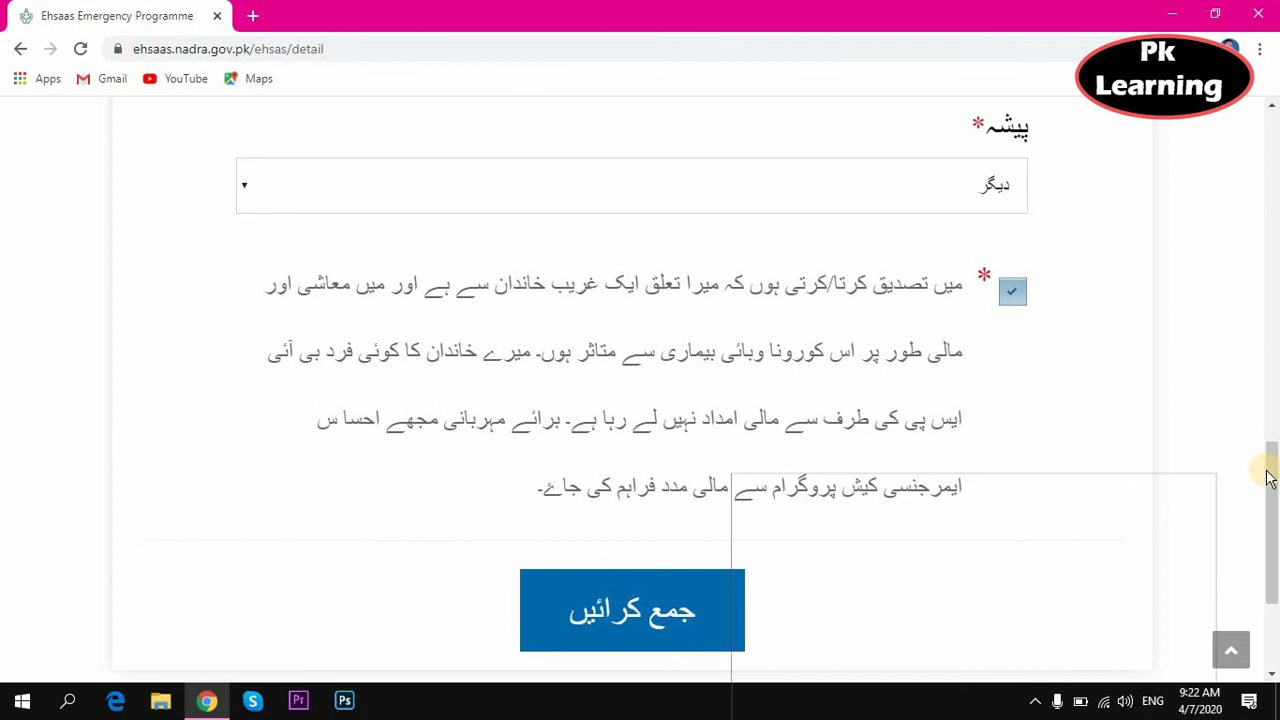 Ehsaas Emergency Programme
ehsaas.nadra.gov.pk/ehsas/detail
Apps Gmail YouTube Maps
Pk
Learning
پیشہ*
دیگر
* میں تصدیق کرتا/کرتی ہوں کہ میرا تعلق ایک غریب خاندان سے ہے اور میں معاشی اور
مالی طور پر اس کورونا وبائی بیماری سے متاثر ہوں۔ میرے خاندان کا کوئی فرد بی آئی
ایس پی کی طرف سے مالی امداد نہیں لے رہا ہے۔ برائے مہربانی مجھے احسا س
ایمرجنسی کیش پروگرام سے مالی مدد فراہم کی جاۓ۔
جمع کرائیں
Pr Ps
ENG
9:22 AM
4/7/2020